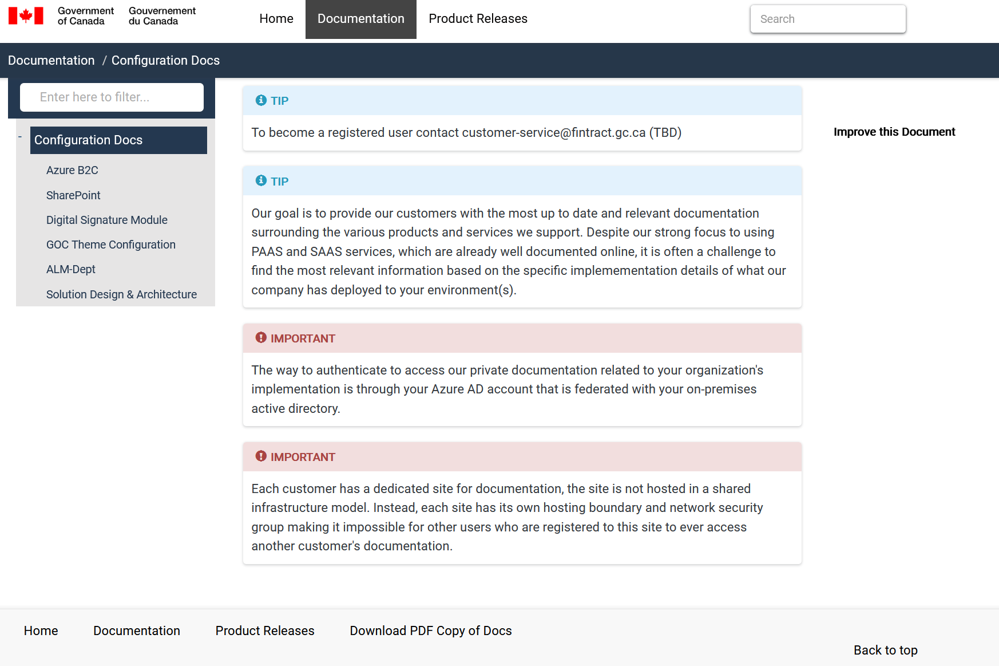 Government of Canada
Gouvernement du Canada
Home
Documentation
Product Releases
Search
Documentation / Configuration Docs
Enter here to filter...
- Configuration Docs
Azure B2C
SharePoint
Digital Signature Module
GOC Theme Configuration
ALM-Dept
Solution Design & Architecture
TIP
To become a registered user contact customer-service@fintract.gc.ca (TBD)
TIP
Our goal is to provide our customers with the most up to date and relevant documentation
surrounding the various products and services we support. Despite our strong focus to using
PAAS and SAAS services, which are already well documented online, it is often a challenge to
find the most relevant information based on the specific implemementation details of what our
company has deployed to your environment(s).
IMPORTANT
The way to authenticate to access our private documentation related to your organization's
implementation is through your Azure AD account that is federated with your on-premises
active directory.
IMPORTANT
Each customer has a dedicated site for documentation, the site is not hosted in a shared
infrastructure model. Instead, each site has its own hosting boundary and network security
group making it impossible for other users who are registered to this site to ever access
another customer's documentation.
Improve this Document
Home
Documentation
Product Releases
Download PDF Copy of Docs
Back to top